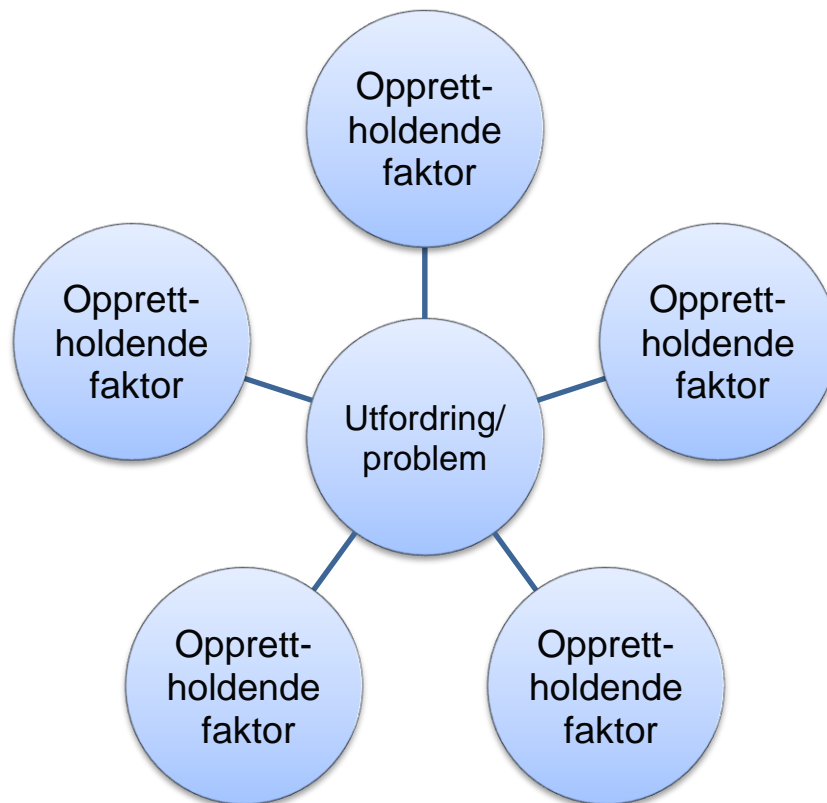 Opprett-
holdende
faktor
Opprett-
holdende
faktor
Opprett-
holdende
faktor
Utfordring/
problem
Opprett-
holdende
faktor
Opprett-
holdende
faktor